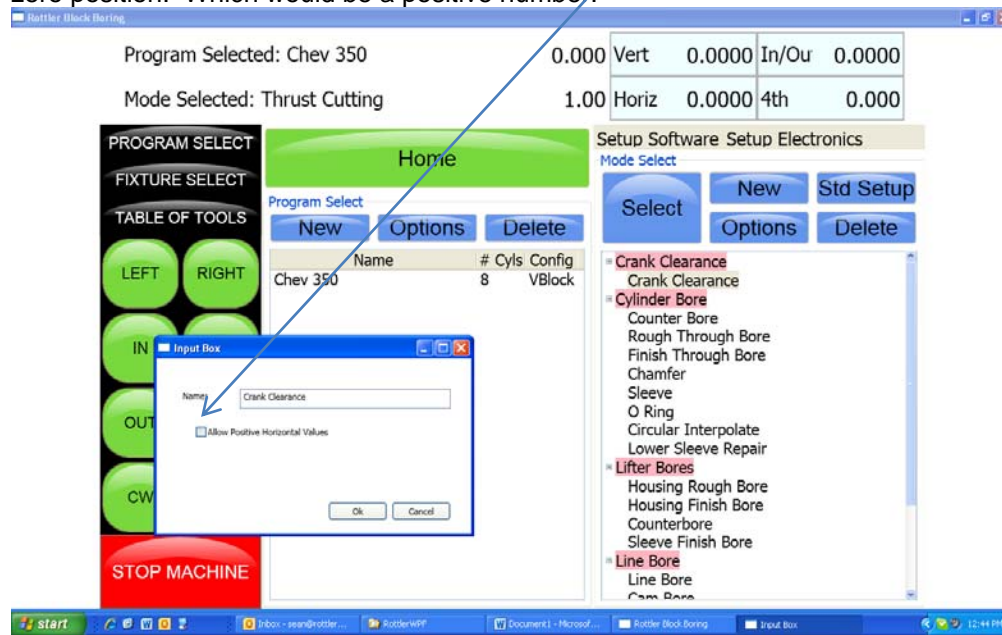 zero position. Which would be a positive number.
Rottler Block Boring
Program Selected: Chev 350
0.000
Vert 0.0000 In/Our 0.0000
Mode Selected: Thrust Cutting
1.00
Horiz 0.0000 4th 0.000
PROGRAM SELECT
FIXTURE SELECT
TABLE OF TOOLS
LEFT RIGHT
IN
OUT
CW
STOP MACHINE
Home
Program Select
New Options Delete
Name # Cyls Config
Chev 350 8 VBlock
Input Box
Name: Crank Clearance
Allow Positive Horizontal Values
Ok Cancel
Setup Software Setup Electronics
Mode Select
Select New Std Setup
Options Delete
Crank Clearance
Crank Clearance
Cylinder Bore
Counter Bore
Rough Through Bore
Finish Through Bore
Chamfer
Sleeve
O Ring
Circular Interpolate
Lower Sleeve Repair
Lifter Bores
Housing Rough Bore
Housing Finish Bore
Counterbore
Sleeve Finish Bore
Line Bore
Line Bore
Cam Bore
start
Inbox - sean@rottler...
RottlerWPF
Document1 - Microsof...
Rottler Block Boring
Input Box
12:44 PM